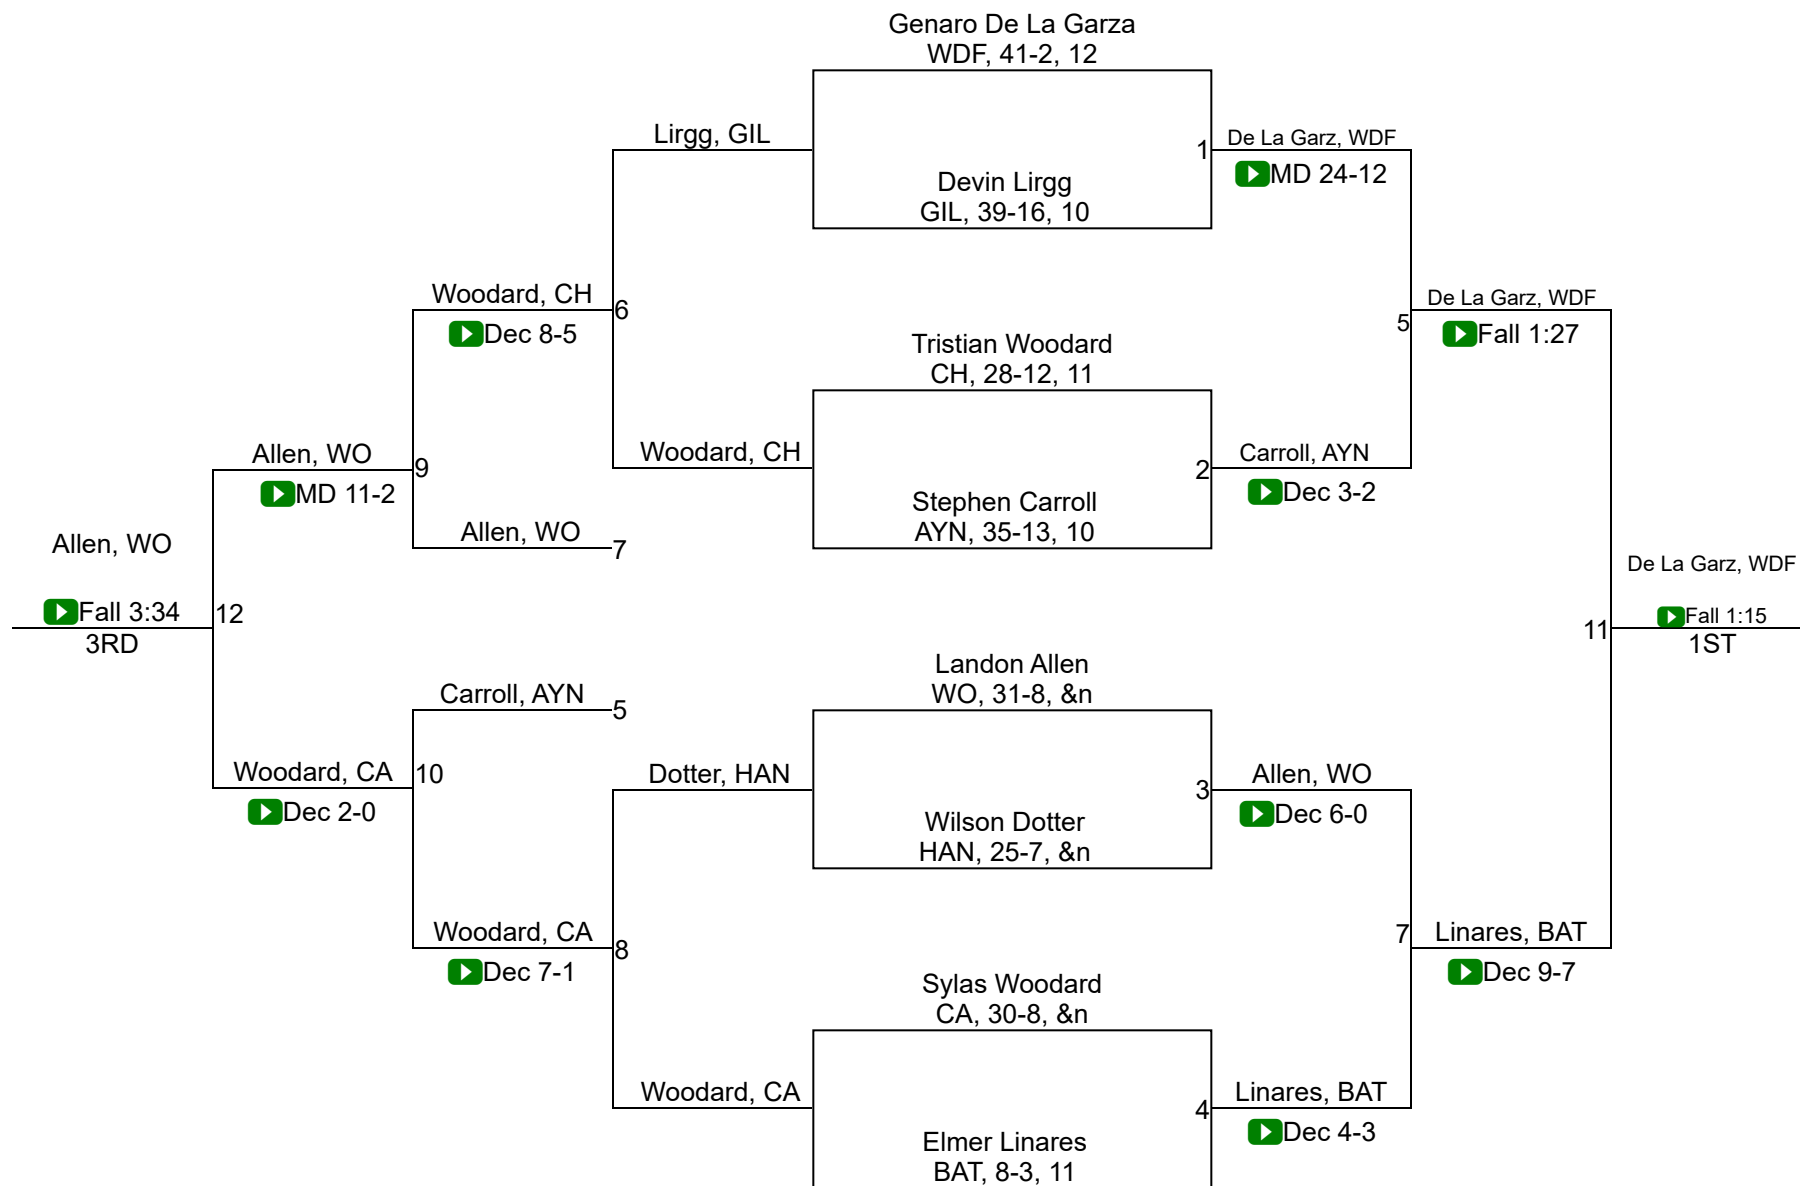 Genaro De La Garza
WDF, 41-2, 12
Lirgg, GIL
1
De La Garz, WDF
MD 24-12
Devin Lirgg
GIL, 39-16, 10
Woodard, CH
6
Dec 8-5
De La Garz, WDF
5
Fall 1:27
Tristian Woodard
CH, 28-12, 11
Allen, WO
9
MD 11-2
Woodard, CH
2
Carroll, AYN
Dec 3-2
Stephen Carroll
AYN, 35-13, 10
Allen, WO
7
Allen, WO
Fall 3:34
12
3RD
De La Garz, WDF
11
Fall 1:15
1ST
Landon Allen
WO, 31-8, &n
Carroll, AYN
5
Woodard, CA
10
Dec 2-0
Dotter, HAN
3
Allen, WO
Dec 6-0
Wilson Dotter
HAN, 25-7, &n
Woodard, CA
8
Dec 7-1
7
Linares, BAT
Dec 9-7
Sylas Woodard
CA, 30-8, &n
Woodard, CA
4
Linares, BAT
Dec 4-3
Elmer Linares
BAT, 8-3, 11